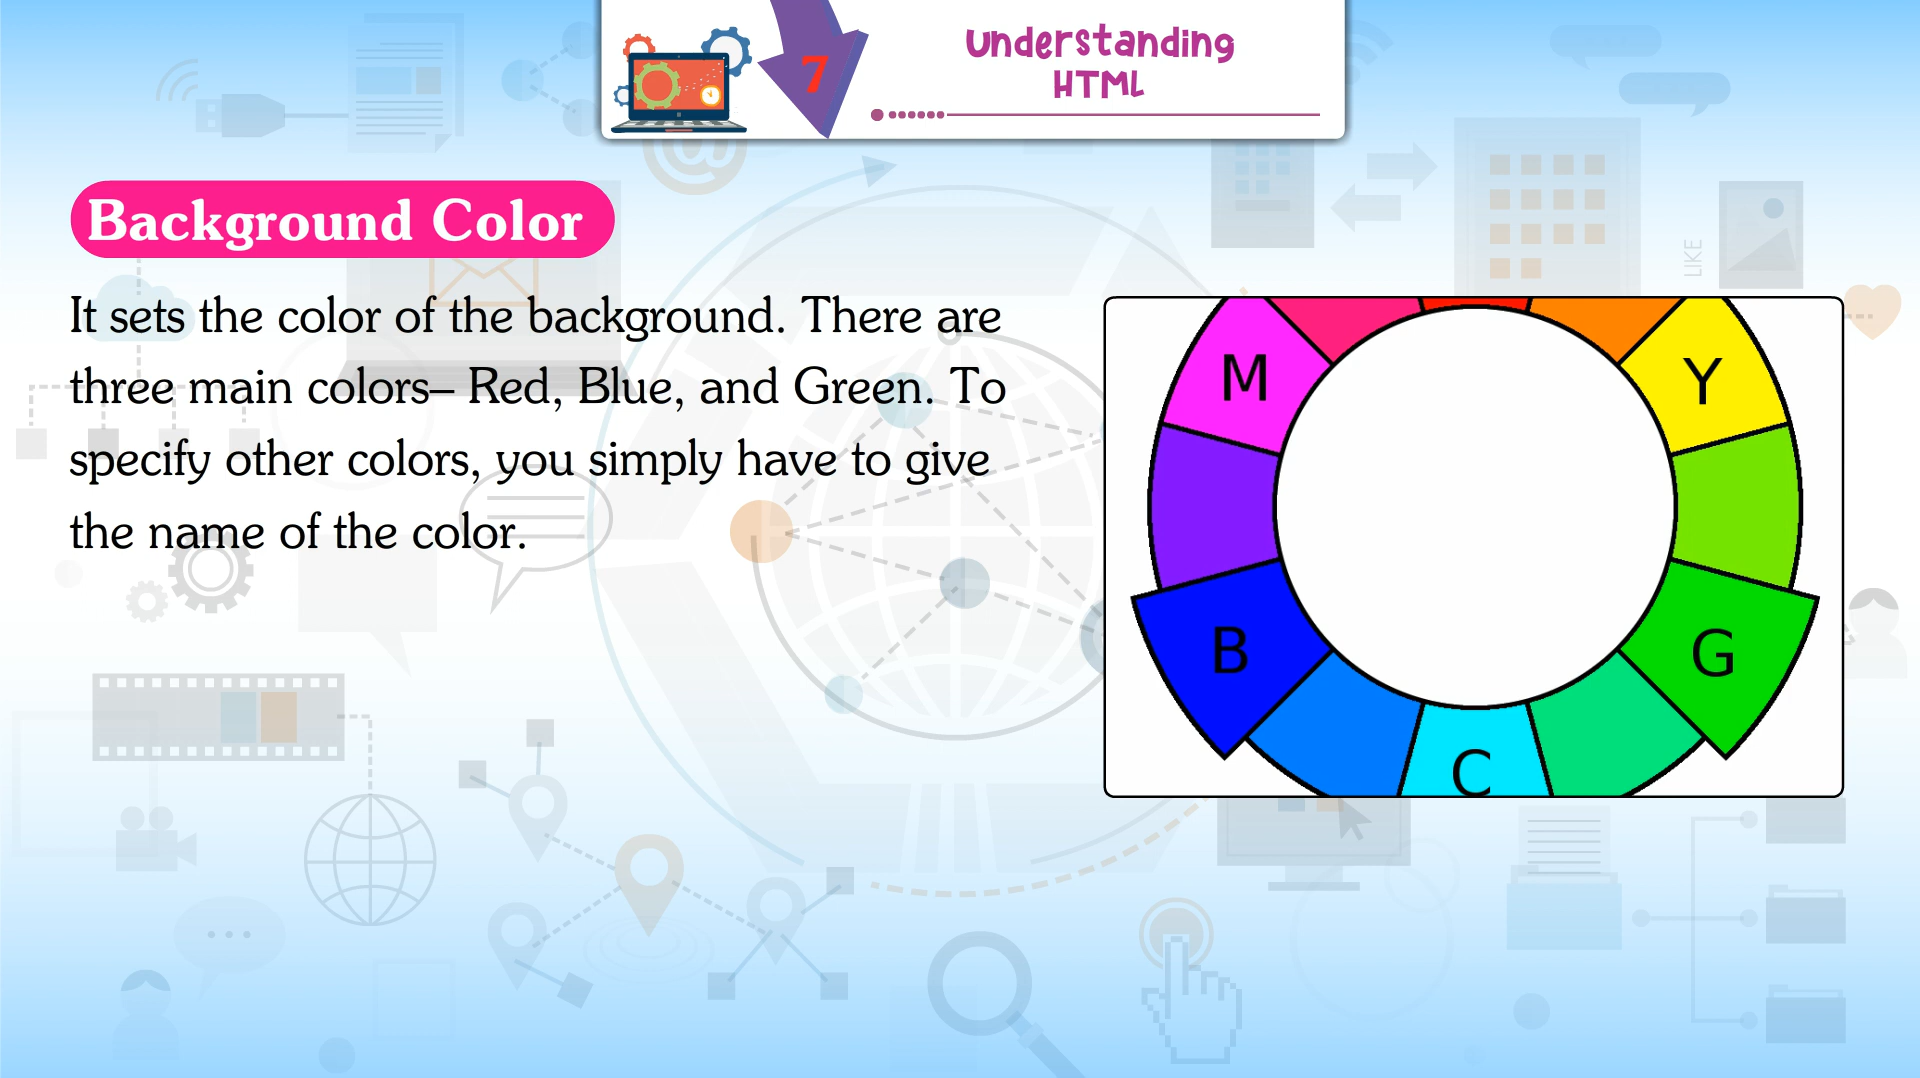 7
Understanding
HTML
LIKE
Background Color
It sets the color of the background. There are
three main colors– Red, Blue, and Green. To
specify other colors, you simply have to give
the name of the color.
M
Y
B
G
C